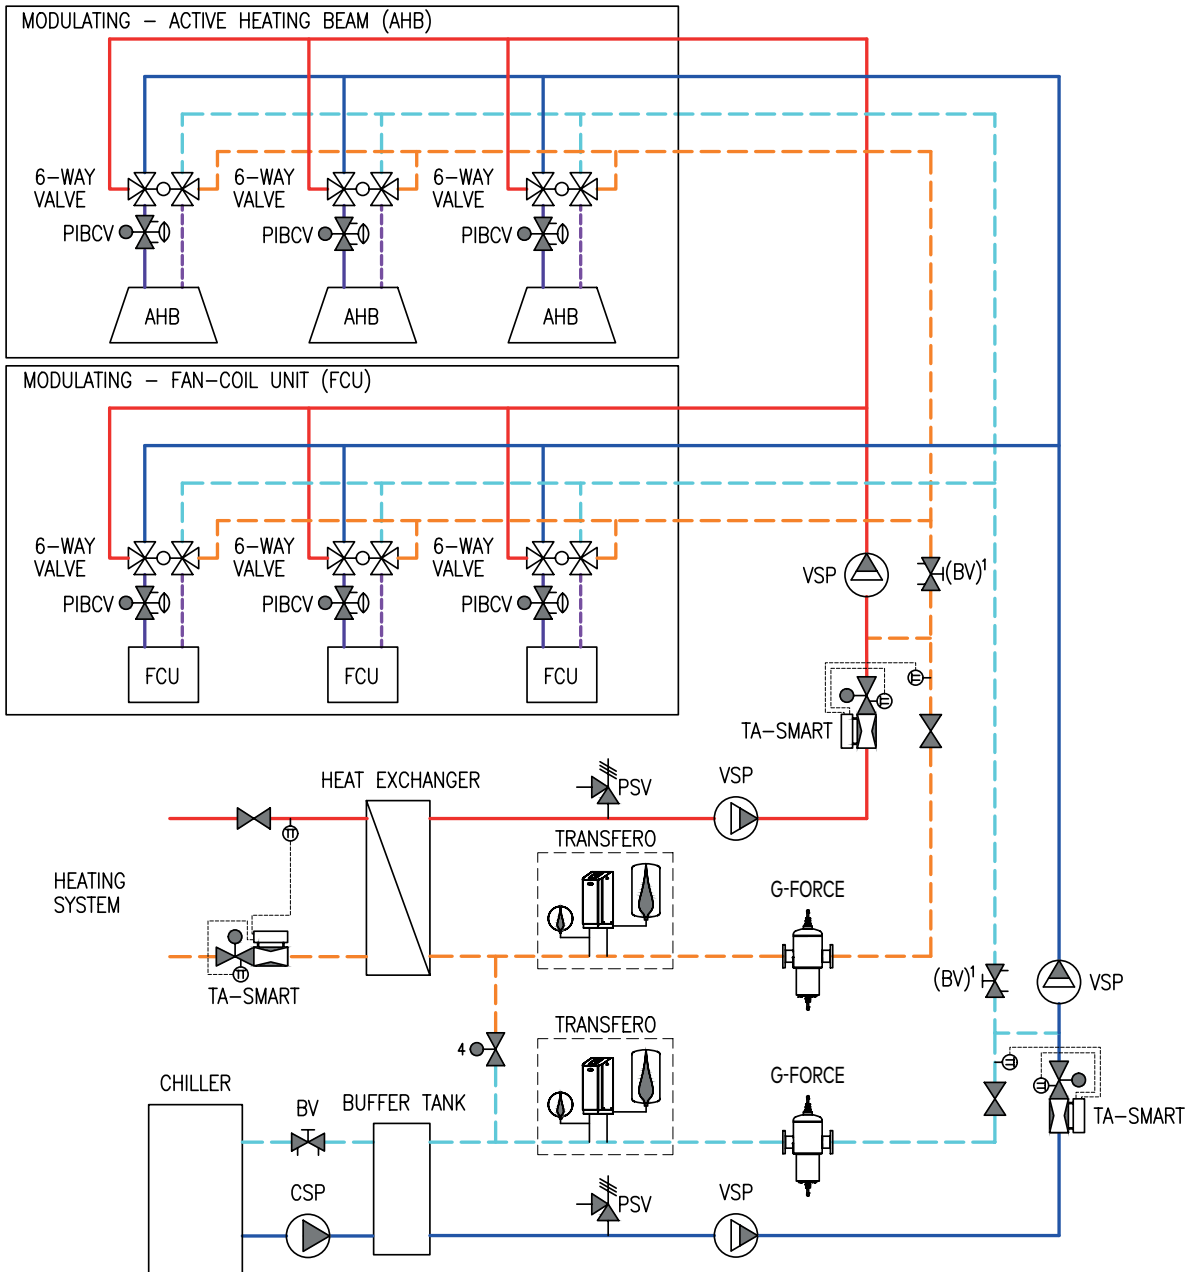 MODULATING – ACTIVE HEATING BEAM (AHB)
6-WAY
VALVE
6-WAY
VALVE
6-WAY
VALVE
PIBCV
PIBCV
PIBCV
AHB
AHB
AHB
MODULATING – FAN-COIL UNIT (FCU)
6-WAY
VALVE
6-WAY
VALVE
6-WAY
VALVE
PIBCV
PIBCV
PIBCV
FCU
FCU
FCU
VSP
(BV)¹
TA-SMART
HEAT EXCHANGER
PSV
VSP
TRANSFERO
HEATING
SYSTEM
G-FORCE
TA-SMART
(BV)¹
VSP
TRANSFERO
4
CHILLER
BV
BUFFER TANK
G-FORCE
TA-SMART
CSP
PSV
VSP